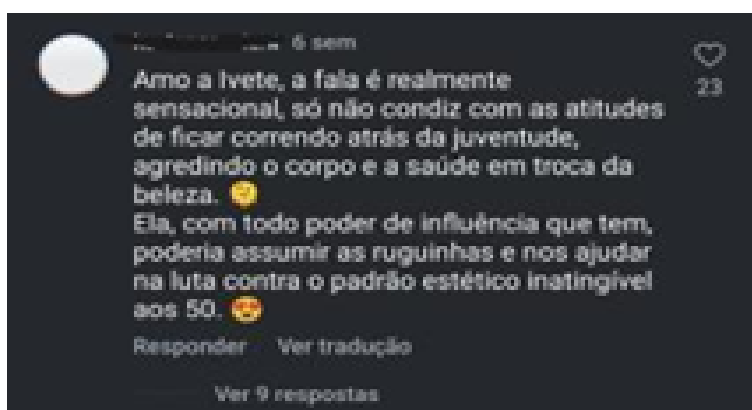 6 sem
Amo a Ivete, a fala é realmente
sensacional, só não condiz com as atitudes
de ficar correndo atrás da juventude,
agredindo o corpo e a saúde em troca da
beleza. 🫠
Ela, com todo poder de influência que tem,
poderia assumir as ruguinhas e nos ajudar
na luta contra o padrão estético inatingível
aos 50. 😍
23
Responder Ver tradução
Ver 9 respostas